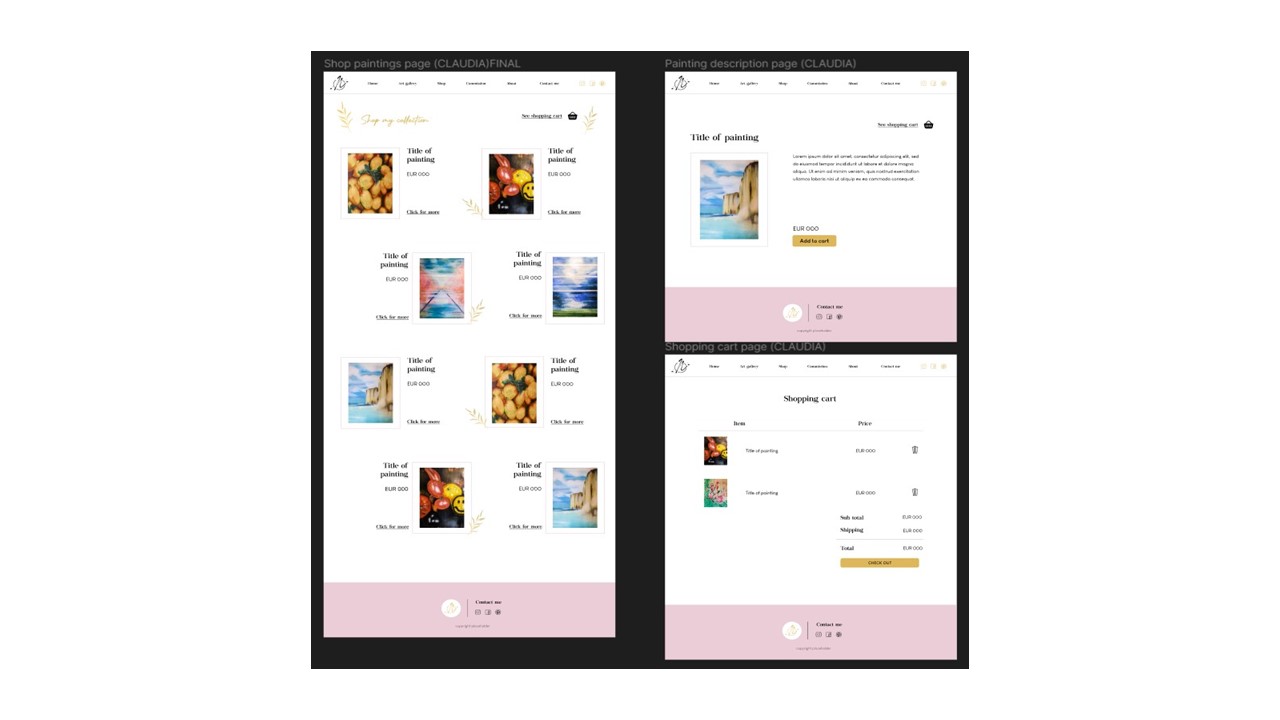 Shop paintings page (CLAUDIA)FINAL
Home Art gallery Shop Commission About Contact me
Shop my collection
See shopping cart
Title of
painting
EUR 000
Click for more
Title of
painting
EUR 000
Click for more
Title of
painting
EUR 000
Click for more
Title of
painting
EUR 000
Click for more
Title of
painting
EUR 000
Click for more
Title of
painting
EUR 000
Click for more
Title of
painting
EUR 000
Click for more
Title of
painting
EUR 000
Click for more
Contact me
Painting description page (CLAUDIA)
Home Art gallery Shop Commission About Contact me
See shopping cart
Title of painting
Lorem ipsum dolor sit amet, consectetur adipiscing elit, sed
do eiusmod tempor incididunt ut labore et dolore magna
aliqua. Ut enim ad minim veniam, quis nostrud exercitation
ullamco laboris nisi ut aliquip ex ea commodo consequat.
EUR 000
Add to cart
Contact me
Shopping cart page (CLAUDIA)
Home Art gallery Shop Commission About Contact me
Shopping cart
Item Price
Title of painting EUR 000
Title of painting EUR 000
Sub total EUR 000
Shipping EUR 000
Total EUR 000
CHECK OUT
Contact me